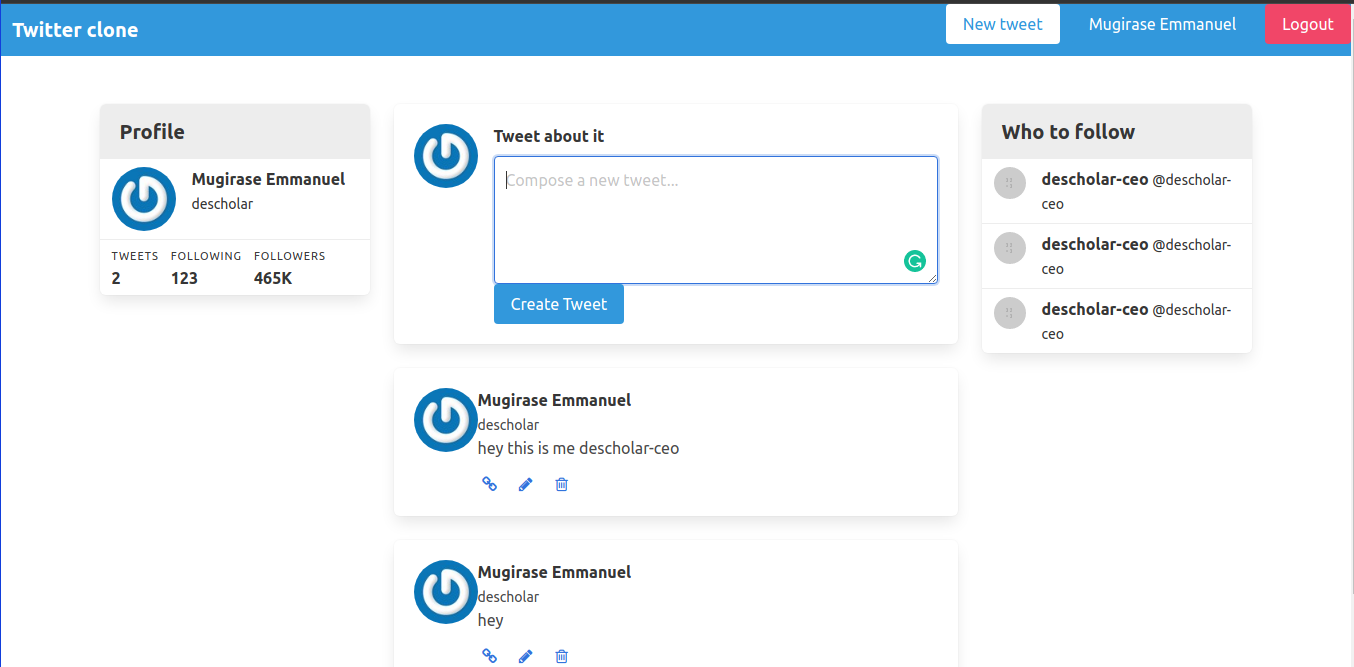 Twitter clone
New tweet
Mugirase Emmanuel
Logout
Profile
Mugirase Emmanuel
descholar
TWEETS FOLLOWING FOLLOWERS
2 123 465K
Tweet about it
Compose a new tweet...
Create Tweet
Mugirase Emmanuel
descholar
hey this is me descholar-ceo
Mugirase Emmanuel
descholar
hey
Who to follow
descholar-ceo @descholar-
ceo
descholar-ceo @descholar-
ceo
descholar-ceo @descholar-
ceo